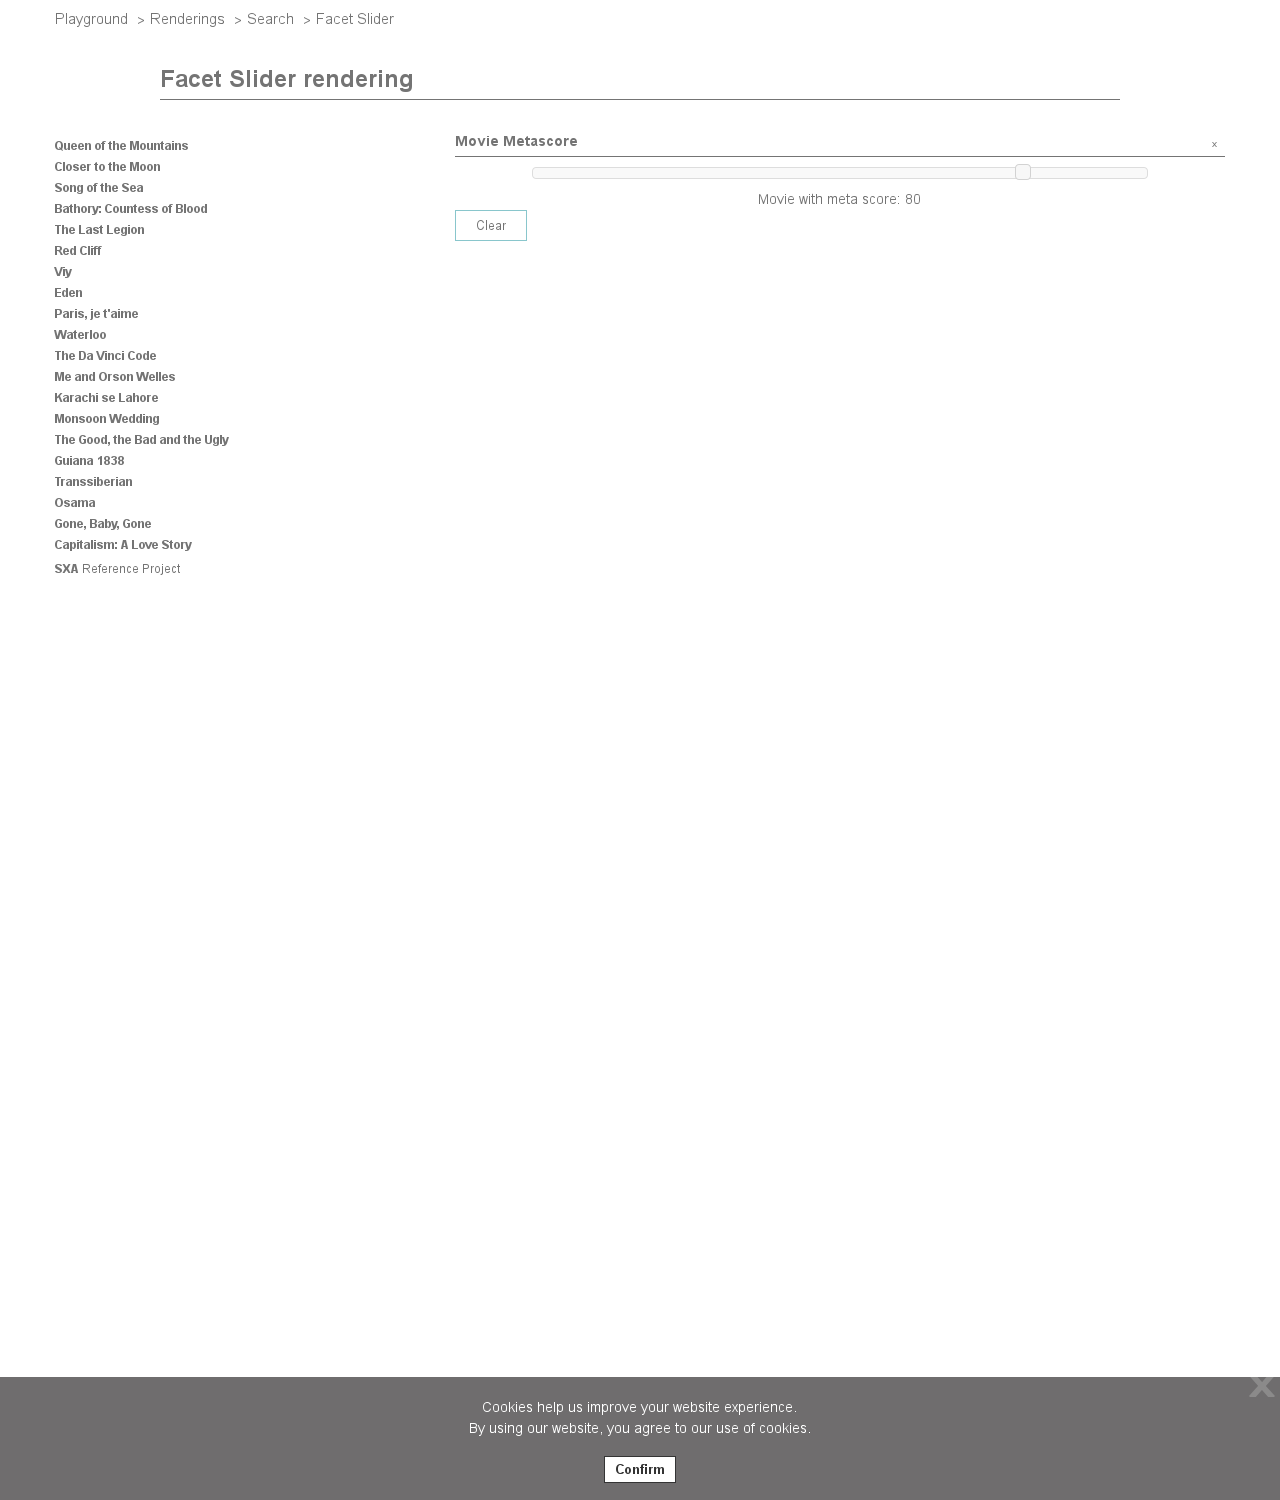 Playground > Renderings > Search > Facet Slider
Facet Slider rendering
Queen of the Mountains
Closer to the Moon
Song of the Sea
Bathory: Countess of Blood
The Last Legion
Red Cliff
Viy
Eden
Paris, je t'aime
Waterloo
The Da Vinci Code
Me and Orson Welles
Karachi se Lahore
Monsoon Wedding
The Good, the Bad and the Ugly
Guiana 1838
Transsiberian
Osama
Gone, Baby, Gone
Capitalism: A Love Story
SXA Reference Project
Movie Metascore x
Movie with meta score: 80
Clear
X
Cookies help us improve your website experience.
By using our website, you agree to our use of cookies.
Confirm